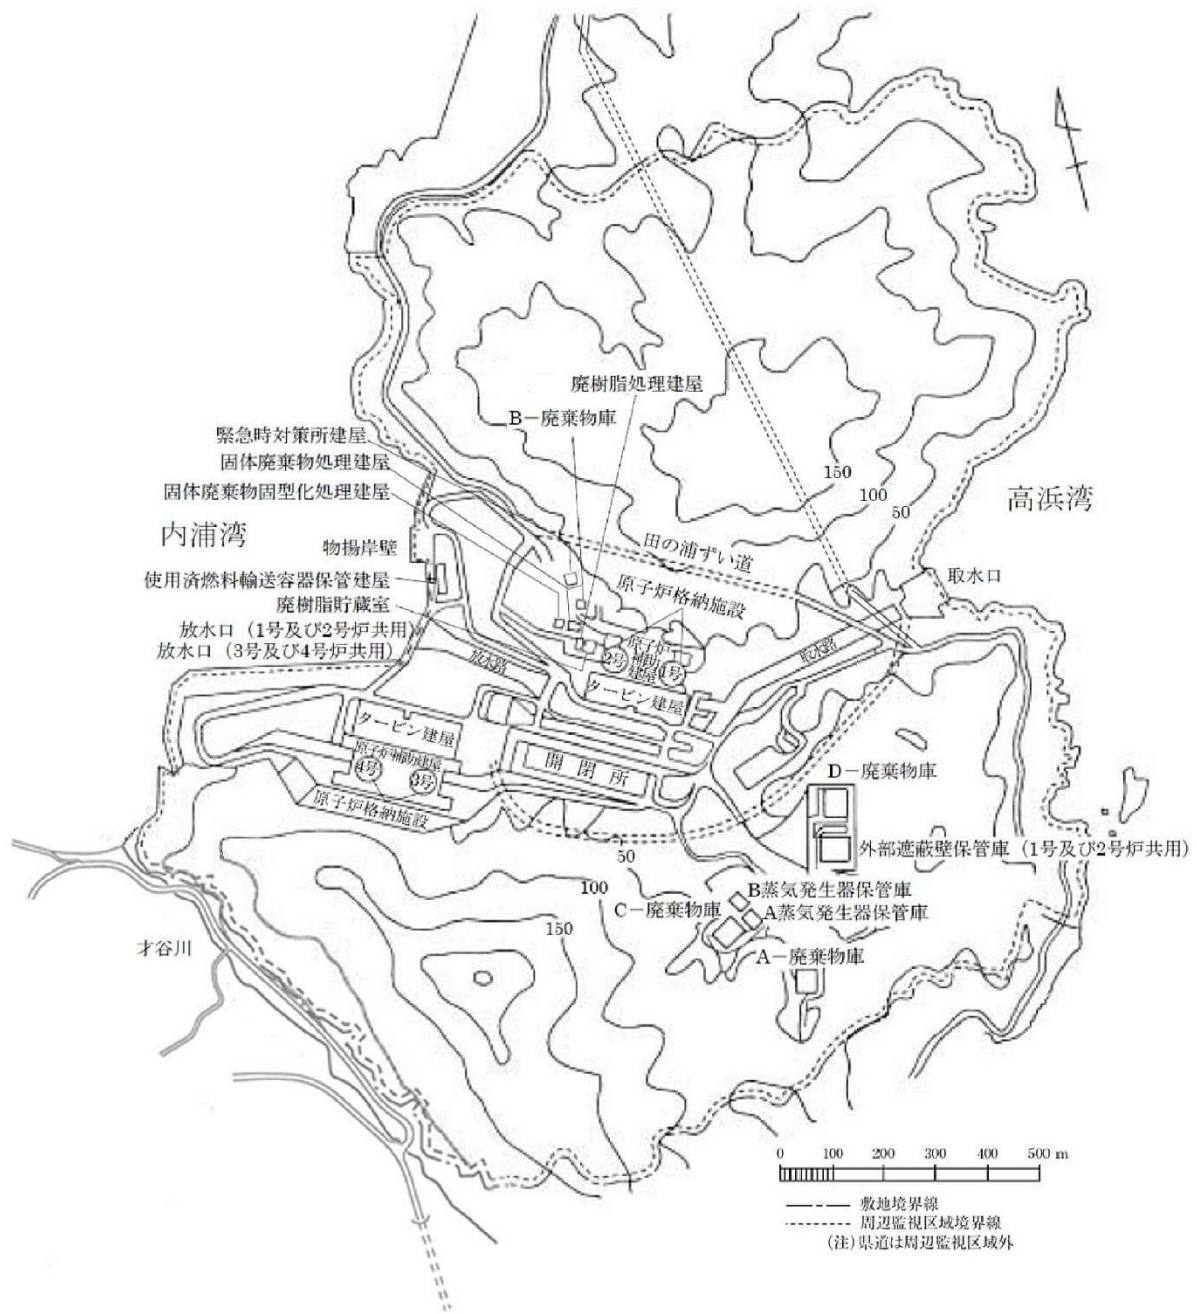 廃樹脂処理建屋
B－廃棄物庫
緊急時対策所建屋
固体廃棄物処理建屋
固体廃棄物固型化処理建屋
150
100
50
高浜湾
内浦湾
物揚岸壁
田の浦ずい道
取水口
使用済燃料輸送容器保管建屋
原子炉格納施設
廃樹脂貯蔵室
放水口（1号及び2号炉共用）
放水口（3号及び4号炉共用）
放水路
取水路
原子炉
補助
建屋
2号
1号
タービン建屋
タービン建屋
原子炉補助建屋
4号
3号
開閉所
原子炉格納施設
D－廃棄物庫
外部遮蔽壁保管庫（1号及び2号炉共用）
50
100
150
B蒸気発生器保管庫
C－廃棄物庫
A蒸気発生器保管庫
A－廃棄物庫
才谷川
0 100 200 300 400 500 m
敷地境界線
周辺監視区域境界線
（注）県道は周辺監視区域外